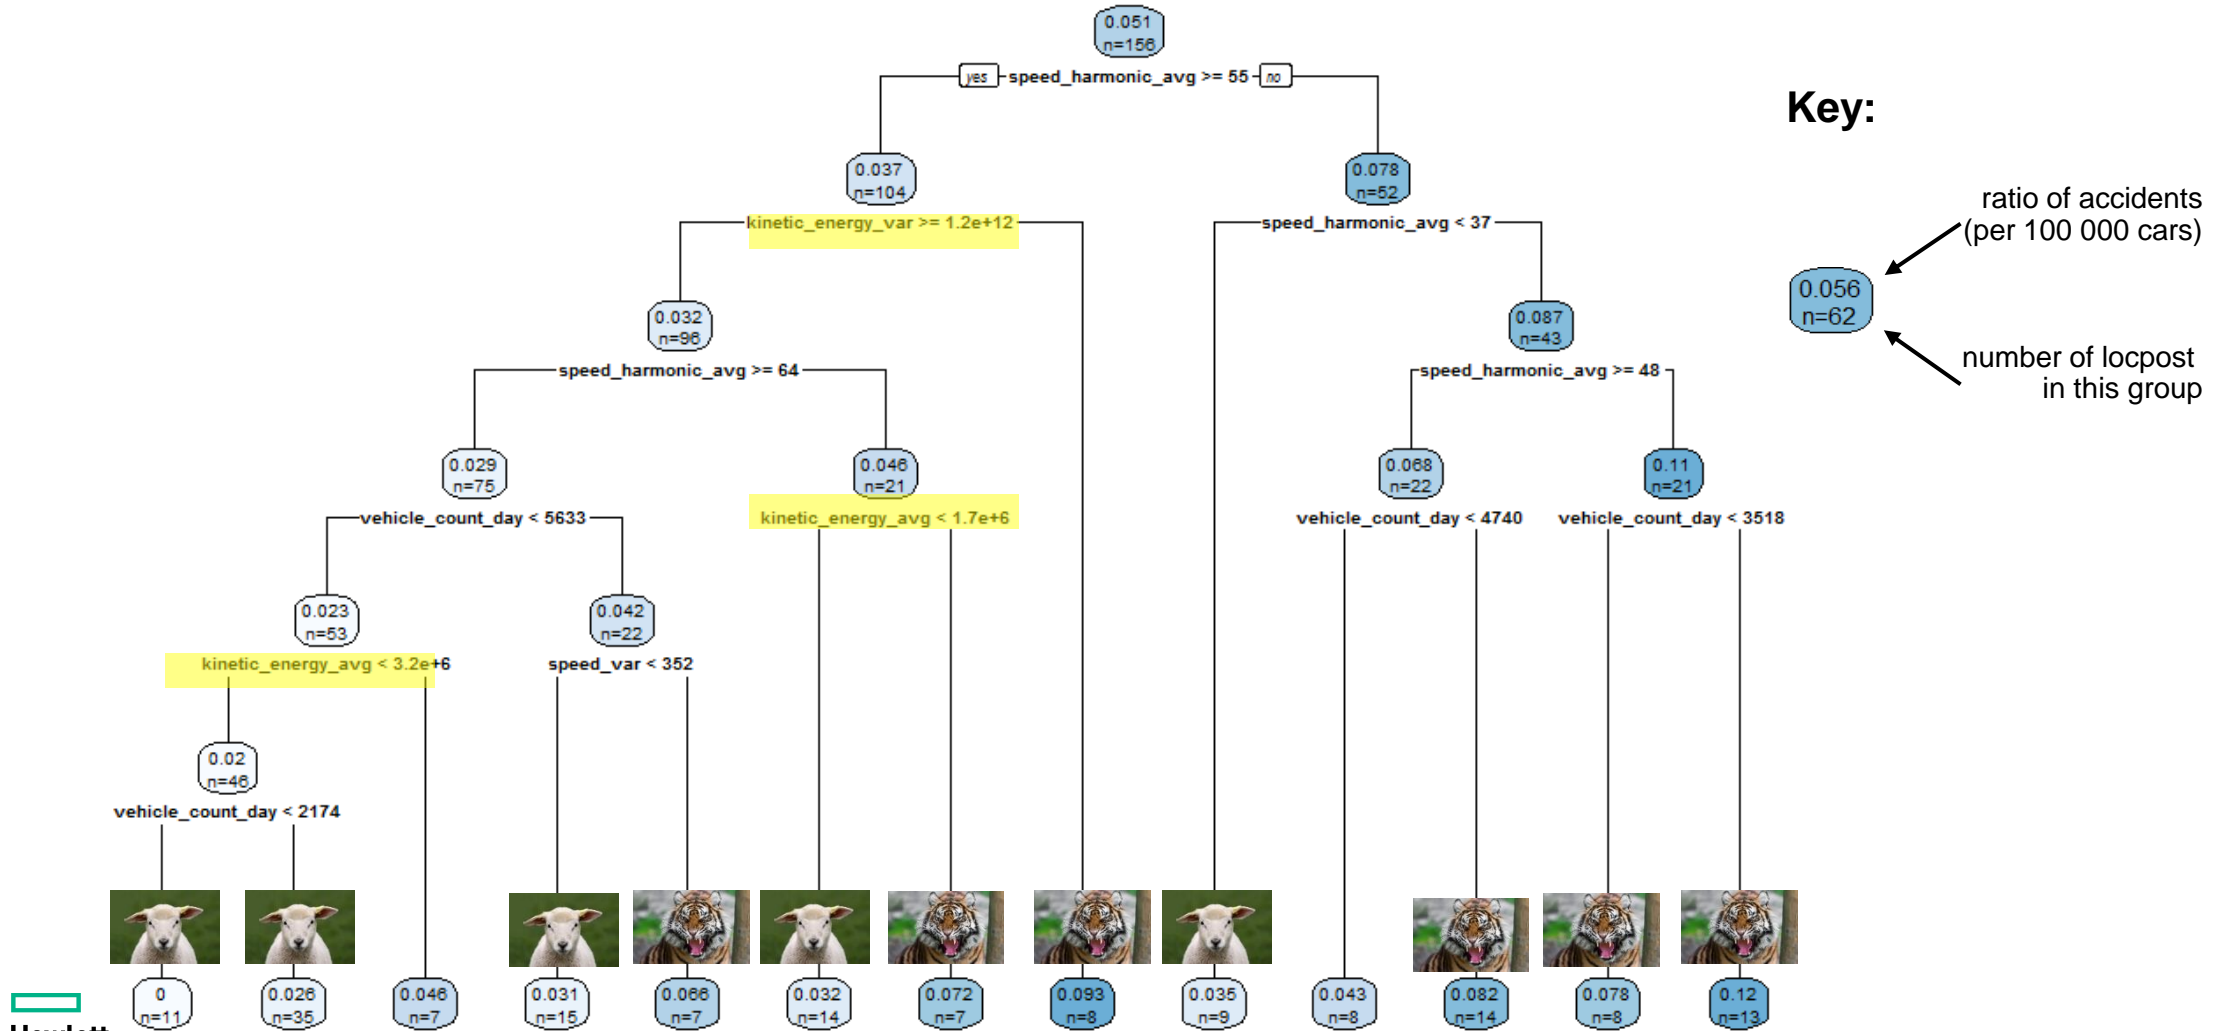 0.051
n=156
yes speed_harmonic_avg >= 55 no
Key:
0.037
n=104
0.078
n=52
ratio of accidents
(per 100 000 cars)
kinetic_energy_var >= 1.2e+12
speed_harmonic_avg < 37
0.056
n=62
0.032
n=96
0.087
n=43
number of locpost
in this group
speed_harmonic_avg >= 64
speed_harmonic_avg >= 48
0.029
n=75
0.046
n=21
0.068
n=22
0.11
n=21
vehicle_count_day < 5633
kinetic_energy_avg < 1.7e+6
vehicle_count_day < 4740
vehicle_count_day < 3518
0.023
n=53
0.042
n=22
kinetic_energy_avg < 3.2e+6
speed_var < 352
0.02
n=46
vehicle_count_day < 2174
0
n=11
0.026
n=35
0.046
n=7
0.031
n=15
0.066
n=7
0.032
n=14
0.072
n=7
0.093
n=8
0.035
n=9
0.043
n=8
0.082
n=14
0.078
n=8
0.12
n=13